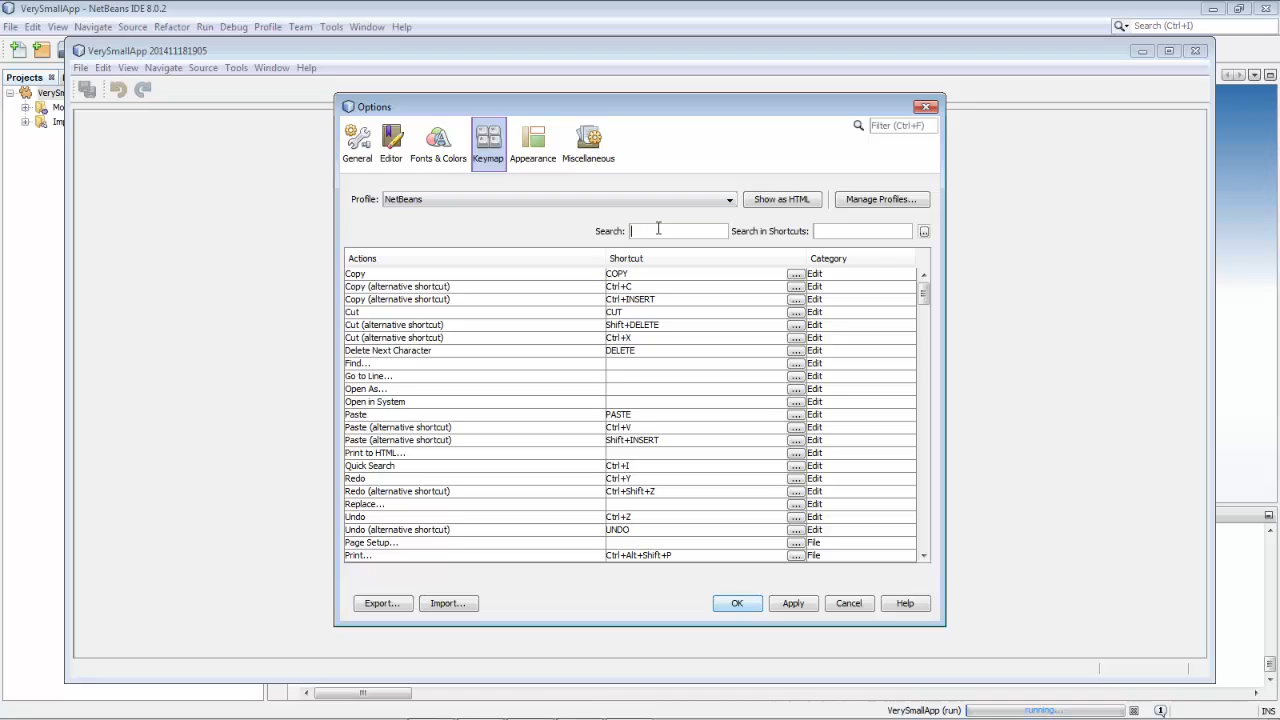 VerySmallApp - NetBeans IDE 8.0.2
File Edit View Navigate Source Refactor Run Debug Profile Team Tools Window Help
Search (Ctrl+I)
VerySmallApp 201411181905
File Edit View Navigate Source Tools Window Help
Projects
VerySm
Mo
Imp
Options
General Editor Fonts & Colors Keymap Appearance Miscellaneous
Filter (Ctrl+F)
Profile: NetBeans Show as HTML Manage Profiles...
Search: Search in Shortcuts: ...
Actions Shortcut Category
Copy COPY ... Edit
Copy (alternative shortcut) Ctrl+C ... Edit
Copy (alternative shortcut) Ctrl+INSERT ... Edit
Cut CUT ... Edit
Cut (alternative shortcut) Shift+DELETE ... Edit
Cut (alternative shortcut) Ctrl+X ... Edit
Delete Next Character DELETE ... Edit
Find... ... Edit
Go to Line... ... Edit
Open As... ... Edit
Open in System ... Edit
Paste PASTE ... Edit
Paste (alternative shortcut) Ctrl+V ... Edit
Paste (alternative shortcut) Shift+INSERT ... Edit
Print to HTML... ... Edit
Quick Search Ctrl+I ... Edit
Redo Ctrl+Y ... Edit
Redo (alternative shortcut) Ctrl+Shift+Z ... Edit
Replace... ... Edit
Undo Ctrl+Z ... Edit
Undo (alternative shortcut) UNDO ... Edit
Page Setup... ... File
Print... Ctrl+Alt+Shift+P ... File
Export... Import... OK Apply Cancel Help
VerySmallApp (run) running... INS